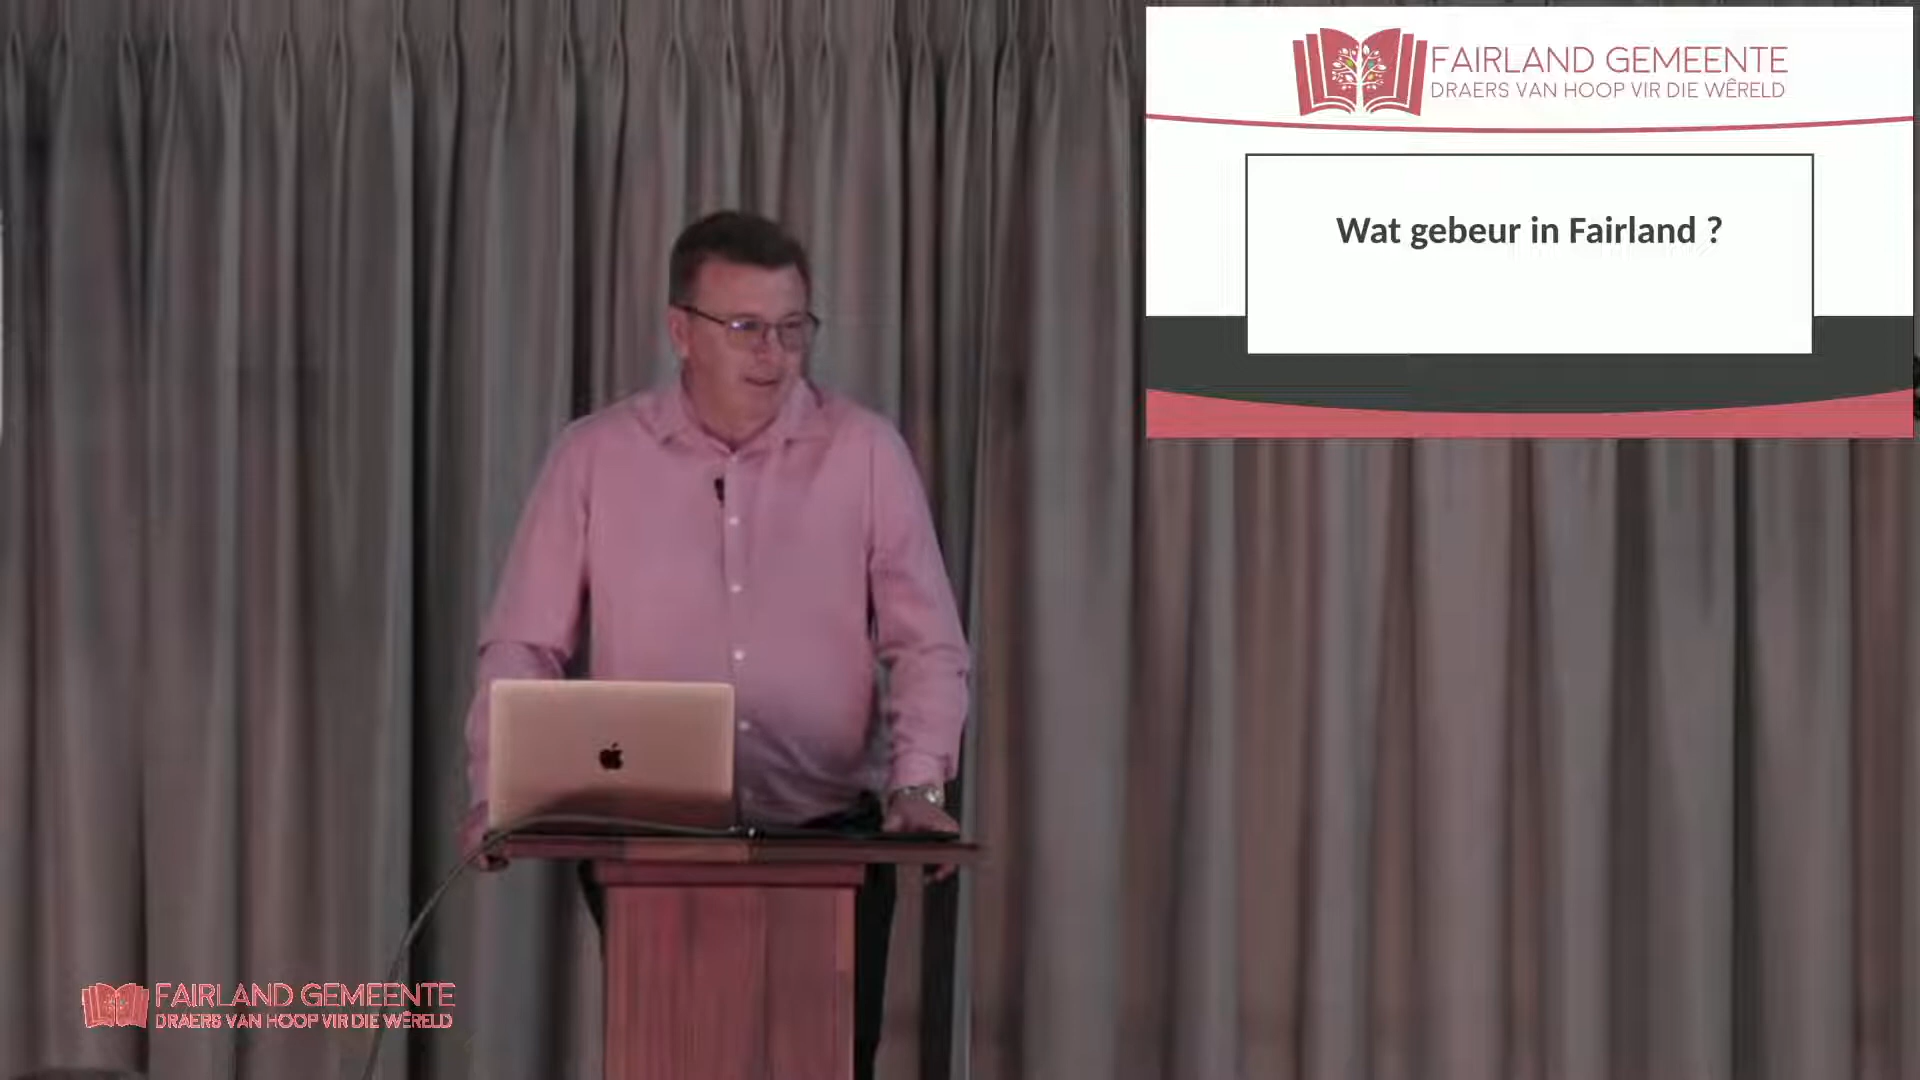 FAIRLAND GEMEENTE
DRAERS VAN HOOP VIR DIE WÊRELD
Wat gebeur in Fairland ?
FAIRLAND GEMEENTE
DRAERS VAN HOOP VIR DIE WÊRELD